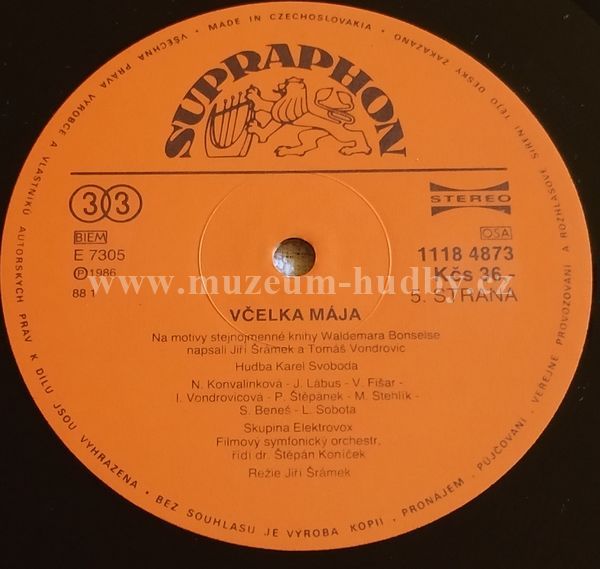 VŠECHNA PRÁVA VÝROBCE A VLASTNÍKŮ AUTORSKÝCH PRÁV K DÍLU JSOU VYHRAZENA • BEZ SOUHLASU JE VÝROBA KOPIÍ, PRONÁJEM, PŮJČOVÁNÍ, VEŘEJNÉ PROVOZOVÁNÍ A ROZHLASOVÉ ŠÍŘENÍ TÉTO DESKY ZAKÁZÁNO • MADE IN CZECHOSLOVAKIA •
SUPRAPHON
33
STEREO
BIEM
OSA
E 7305
1118 4873
Ⓟ1986
Kčs 36,-
www.muzeum-hudby.cz
88 1
5. STRANA
VČELKA MÁJA
Na motivy stejnojmenné knihy Waldemara Bonselse
napsali Jiří Šrámek a Tomáš Vondrovic
Hudba Karel Svoboda
N. Konvalinková - J. Lábus - V. Fišar -
I. Vondrovicová - P. Štěpánek - M. Stehlík -
S. Beneš - L. Sobota
Skupina Elektrovox
Filmový symfonický orchestr,
řídí dr. Štěpán Koníček
Režie Jiří Šrámek